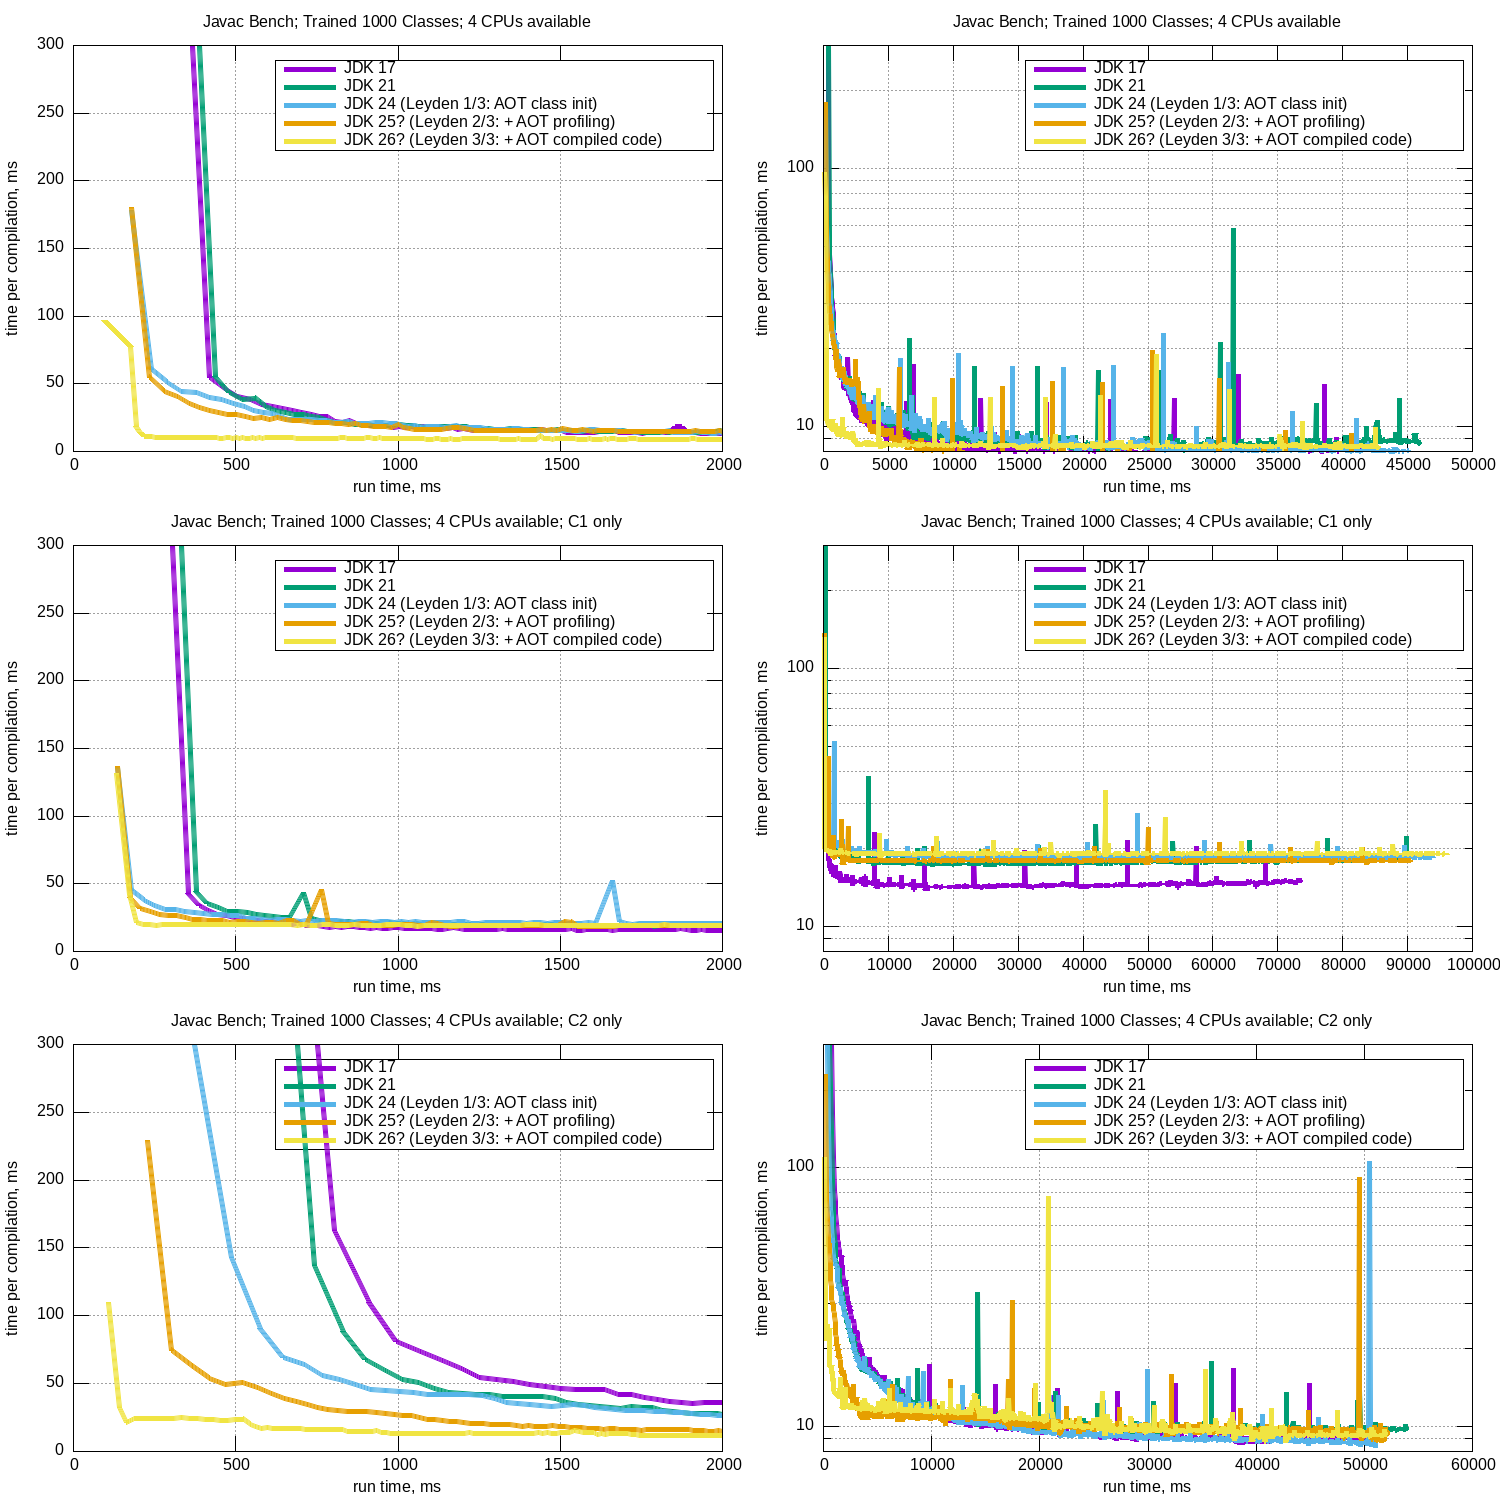 Javac Bench; Trained 1000 Classes; 4 CPUs available
time per compilation, ms
300
250
200
150
100
50
0
JDK 17
JDK 21
JDK 24 (Leyden 1/3: AOT class init)
JDK 25? (Leyden 2/3: + AOT profiling)
JDK 26? (Leyden 3/3: + AOT compiled code)
0 500 1000 1500 2000
run time, ms
Javac Bench; Trained 1000 Classes; 4 CPUs available
time per compilation, ms
100
10
JDK 17
JDK 21
JDK 24 (Leyden 1/3: AOT class init)
JDK 25? (Leyden 2/3: + AOT profiling)
JDK 26? (Leyden 3/3: + AOT compiled code)
0 5000 10000 15000 20000 25000 30000 35000 40000 45000 50000
run time, ms
Javac Bench; Trained 1000 Classes; 4 CPUs available; C1 only
time per compilation, ms
300
250
200
150
100
50
0
JDK 17
JDK 21
JDK 24 (Leyden 1/3: AOT class init)
JDK 25? (Leyden 2/3: + AOT profiling)
JDK 26? (Leyden 3/3: + AOT compiled code)
0 500 1000 1500 2000
run time, ms
Javac Bench; Trained 1000 Classes; 4 CPUs available; C1 only
time per compilation, ms
100
10
JDK 17
JDK 21
JDK 24 (Leyden 1/3: AOT class init)
JDK 25? (Leyden 2/3: + AOT profiling)
JDK 26? (Leyden 3/3: + AOT compiled code)
0 10000 20000 30000 40000 50000 60000 70000 80000 90000 100000
run time, ms
Javac Bench; Trained 1000 Classes; 4 CPUs available; C2 only
time per compilation, ms
300
250
200
150
100
50
0
JDK 17
JDK 21
JDK 24 (Leyden 1/3: AOT class init)
JDK 25? (Leyden 2/3: + AOT profiling)
JDK 26? (Leyden 3/3: + AOT compiled code)
0 500 1000 1500 2000
run time, ms
Javac Bench; Trained 1000 Classes; 4 CPUs available; C2 only
time per compilation, ms
100
10
JDK 17
JDK 21
JDK 24 (Leyden 1/3: AOT class init)
JDK 25? (Leyden 2/3: + AOT profiling)
JDK 26? (Leyden 3/3: + AOT compiled code)
0 10000 20000 30000 40000 50000 60000
run time, ms